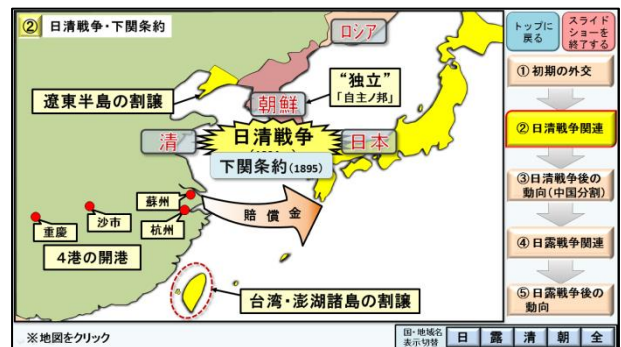 ② 日清戦争・下関条約
ロシア
遼東半島の割譲
朝鮮
“独立”
「自主ノ邦」
清
日清戦争
日本
下関条約(1895)
蘇州
沙市
重慶
杭州
賠償金
4港の開港
台湾・澎湖諸島の割譲
※地図をクリック
国・地域名
表示切替
日
露
清
朝
全
トップに
戻る
スライド
ショーを
終了する
①初期の外交
②日清戦争関連
③日清戦争後の
動向(中国分割)
④日露戦争関連
⑤日露戦争後の
動向